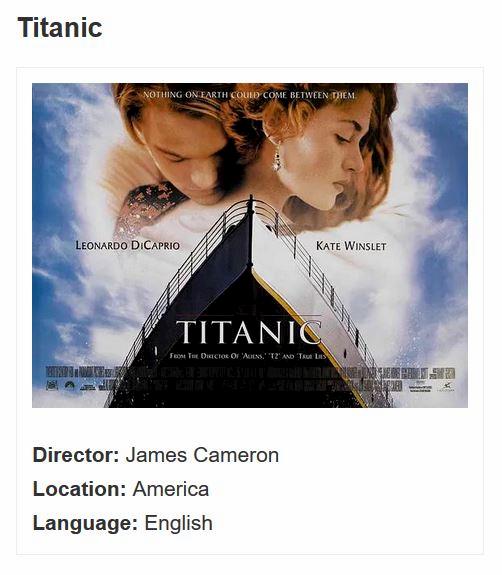 Titanic
NOTHING ON EARTH COULD COME BETWEEN THEM.
LEONARDO DICAPRIO
KATE WINSLET
TITANIC
FROM THE DIRECTOR OF 'ALIENS,' 'T2' AND 'TRUE LIES'
Director: James Cameron
Location: America
Language: English